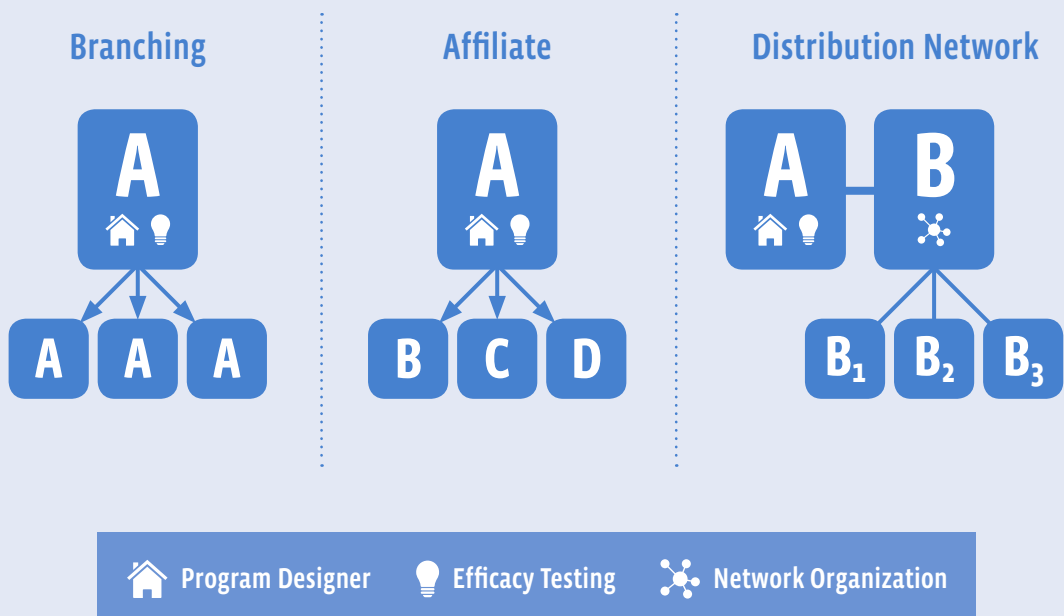 Branching
Affiliate
Distribution Network
A
A
A
B
A A A
B C D
B₁ B₂ B₃
Program Designer
Efficacy Testing
Network Organization